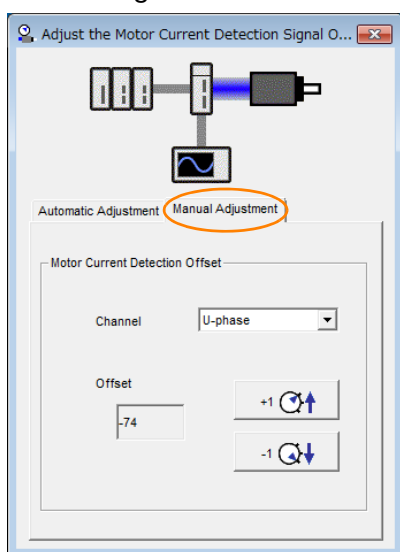 Adjust the Motor Current Detection Signal O...
Automatic Adjustment Manual Adjustment
Motor Current Detection Offset
Channel U-phase
Offset
+1
-74
-1